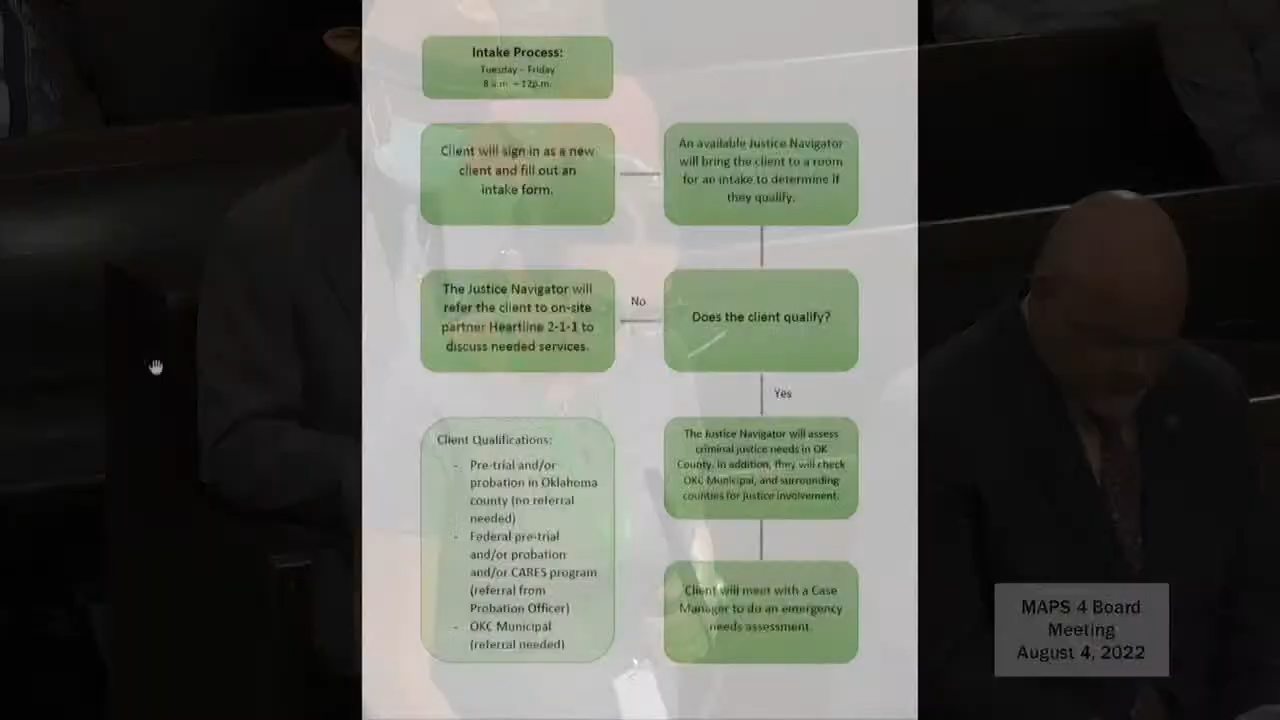 Intake Process:
Tuesday - Friday
8 a.m. - 12p.m.
Client will sign in as a new
client and fill out an
intake form.
An available Justice Navigator
will bring the client to a room
for an intake to determine if
they qualify.
The Justice Navigator will
refer the client to on-site
partner Heartline 2-1-1 to
discuss needed services.
No
Does the client qualify?
Yes
Client Qualifications:
- Pre-trial and/or
probation in Oklahoma
county (no referral
needed)
- Federal pre-trial
and/or probation
and/or CARES program
(referral from
Probation Officer)
- OKC Municipal
(referral needed)
The Justice Navigator will assess
criminal justice needs in OK
County. In addition, they will check
OKC Municipal, and surrounding
counties for justice involvement.
Client will meet with a Case
Manager to do an emergency
needs assessment.
MAPS 4 Board
Meeting
August 4, 2022